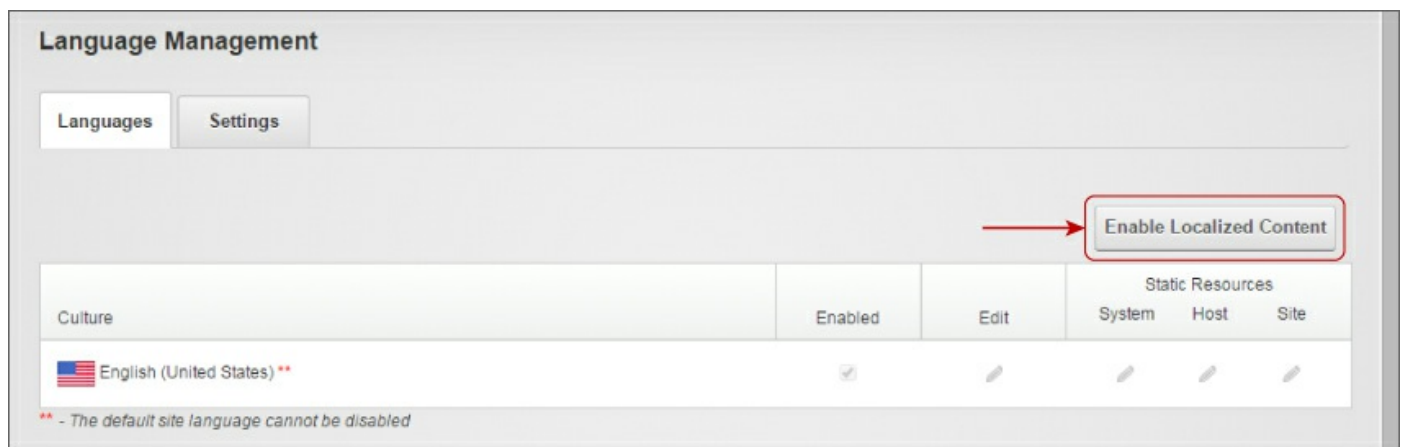 Language Management
Languages Settings
Enable Localized Content
Static Resources
Culture Enabled Edit System Host Site
English (United States) **
** - The default site language cannot be disabled